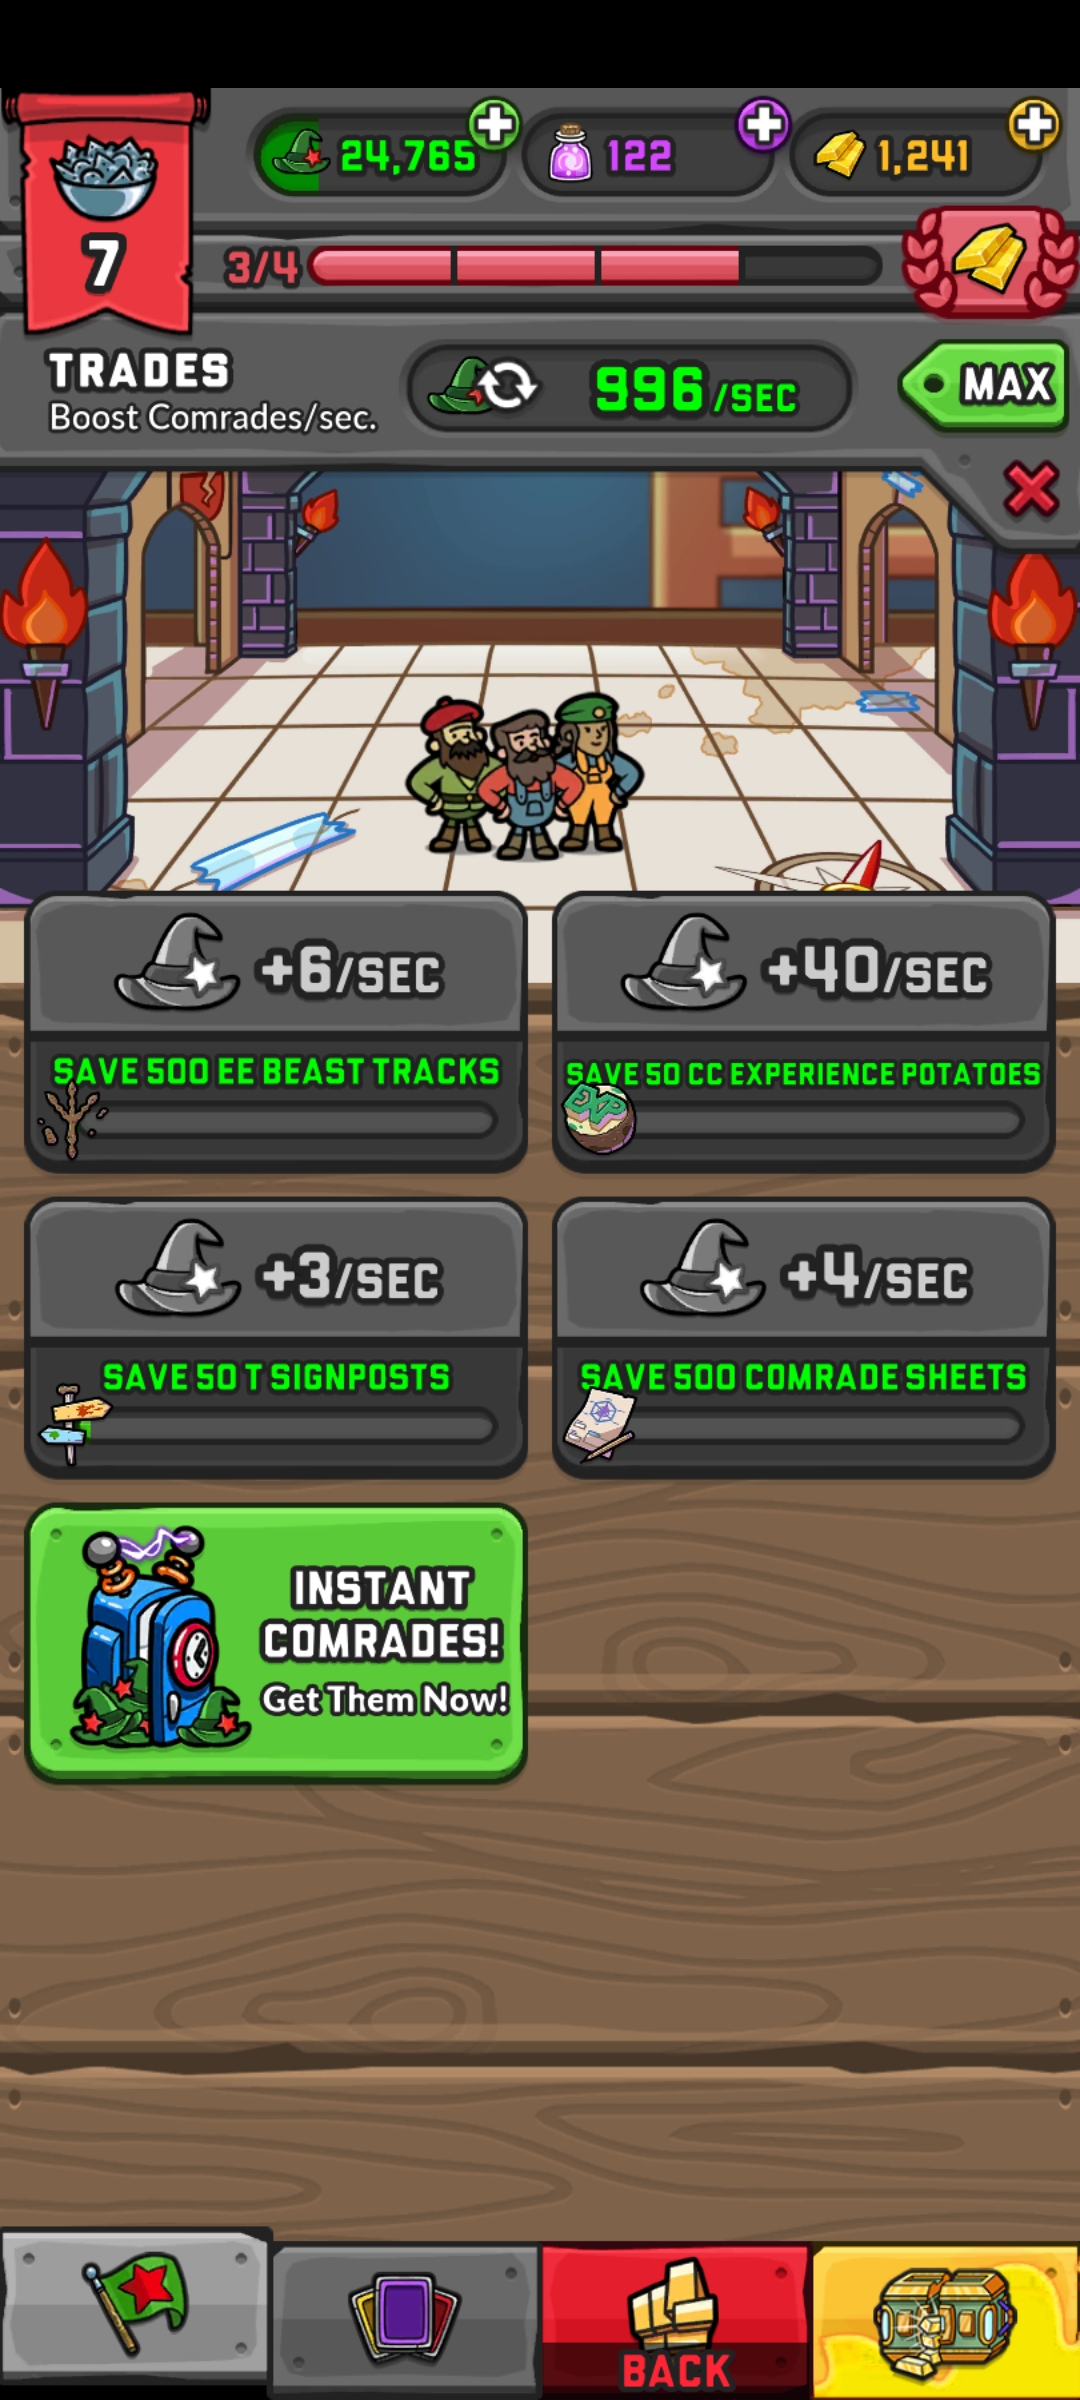 24,765
122
1,241
7
3/4
TRADES
Boost Comrades/sec.
996/SEC
MAX
+6/SEC
SAVE 500 EE BEAST TRACKS
+40/SEC
SAVE 50 CC EXPERIENCE POTATOES
EXP
+3/SEC
SAVE 50 T SIGNPOSTS
+4/SEC
SAVE 500 COMRADE SHEETS
INSTANT
COMRADES!
Get Them Now!
BACK